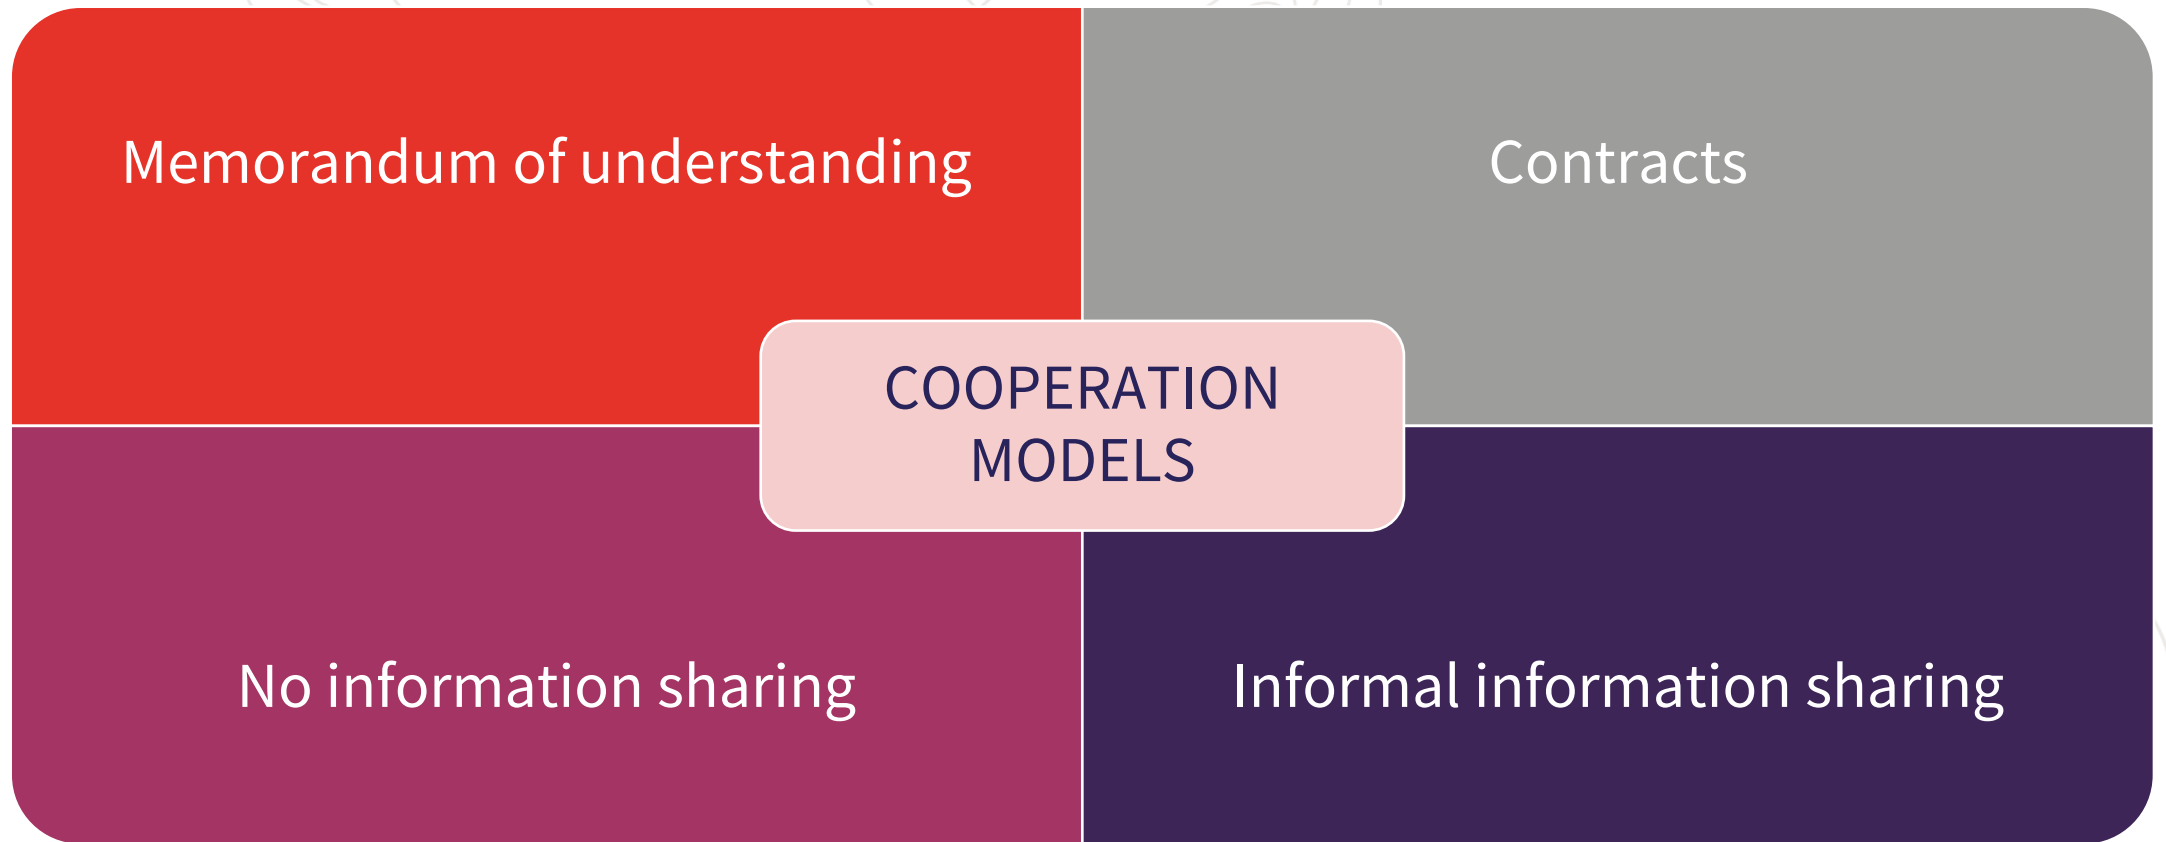 Memorandum of understanding
Contracts
COOPERATION
MODELS
No information sharing
Informal information sharing